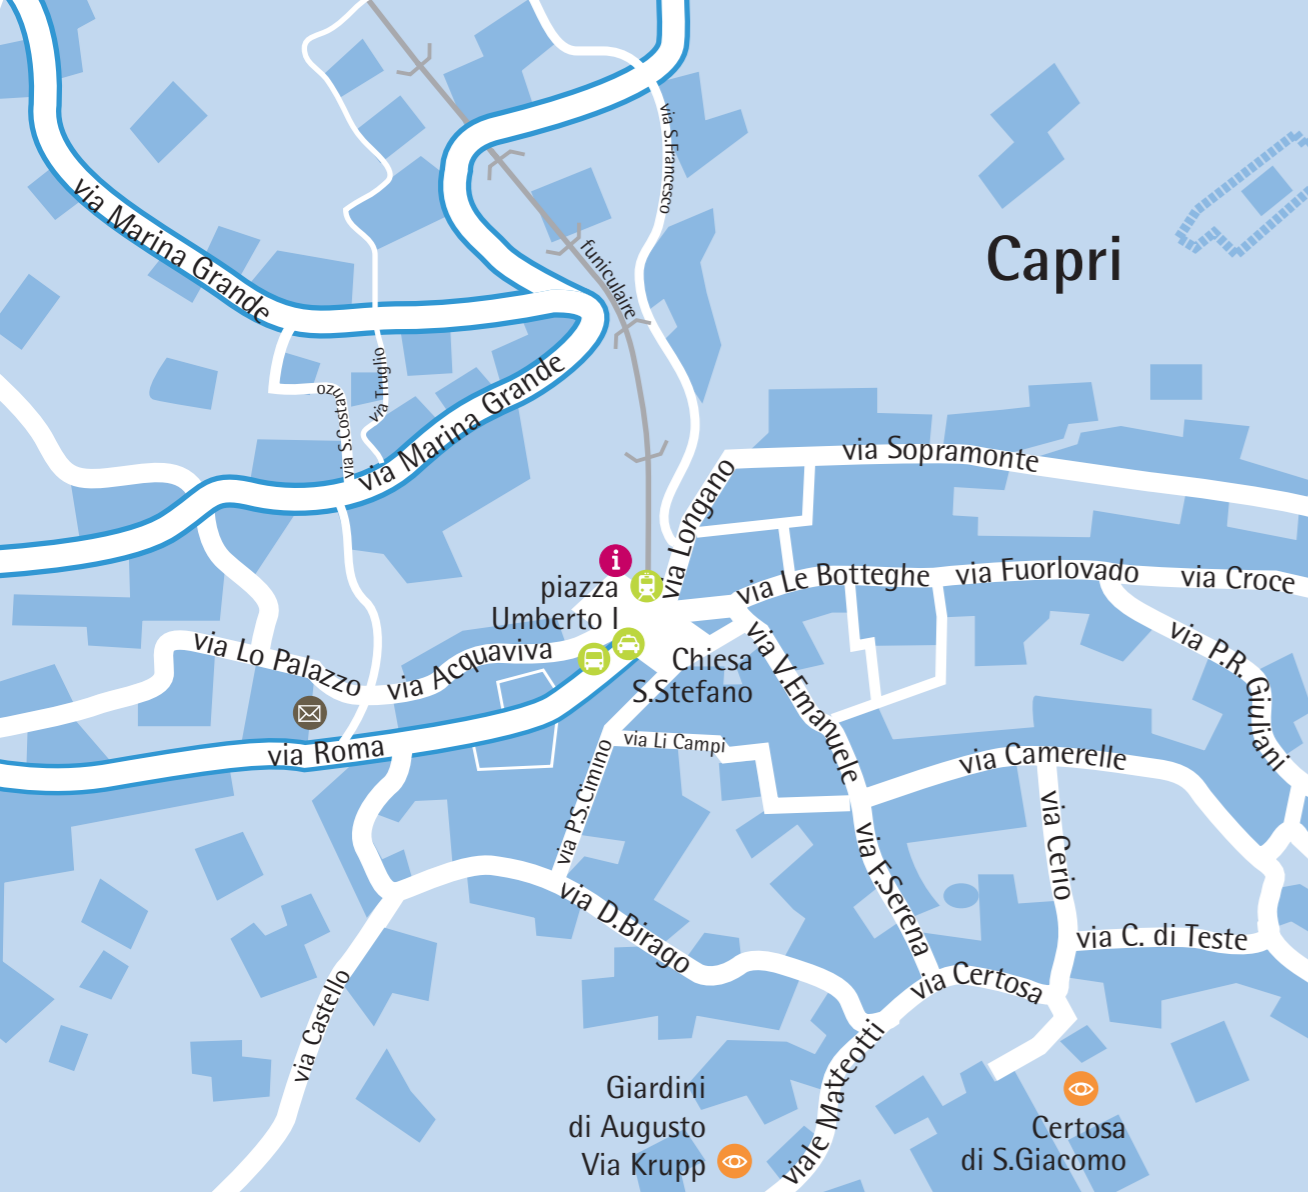 via S.Francesco
via Marina Grande
funiculaire
Capri
via Truglio
via S.Costanzo
via Marina Grande
via Sopramonte
via Longano
i
piazza
Umberto I
via Le Botteghe
via Fuorlovado
via Croce
via Lo Palazzo
via Acquaviva
Chiesa
S.Stefano
via V.Emanuele
via P.R. Giuliani
via Roma
via Li Campi
via Camerelle
via P.S.Cimino
via Cerio
via F.Serena
via D.Birago
via C. di Teste
via Certosa
via Castello
viale Matteotti
Giardini
di Augusto
Via Krupp
Certosa
di S.Giacomo